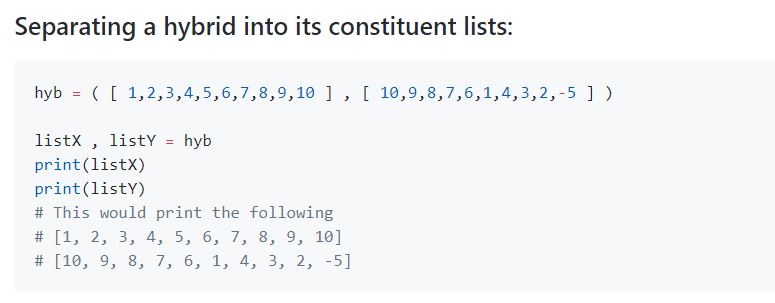 Separating a hybrid into its constituent lists:
hyb = ( [ 1,2,3,4,5,6,7,8,9,10 ] , [ 10,9,8,7,6,1,4,3,2,-5 ] )
listX , listY = hyb
print(listX)
print(listY)
# This would print the following
# [1, 2, 3, 4, 5, 6, 7, 8, 9, 10]
# [10, 9, 8, 7, 6, 1, 4, 3, 2, -5]